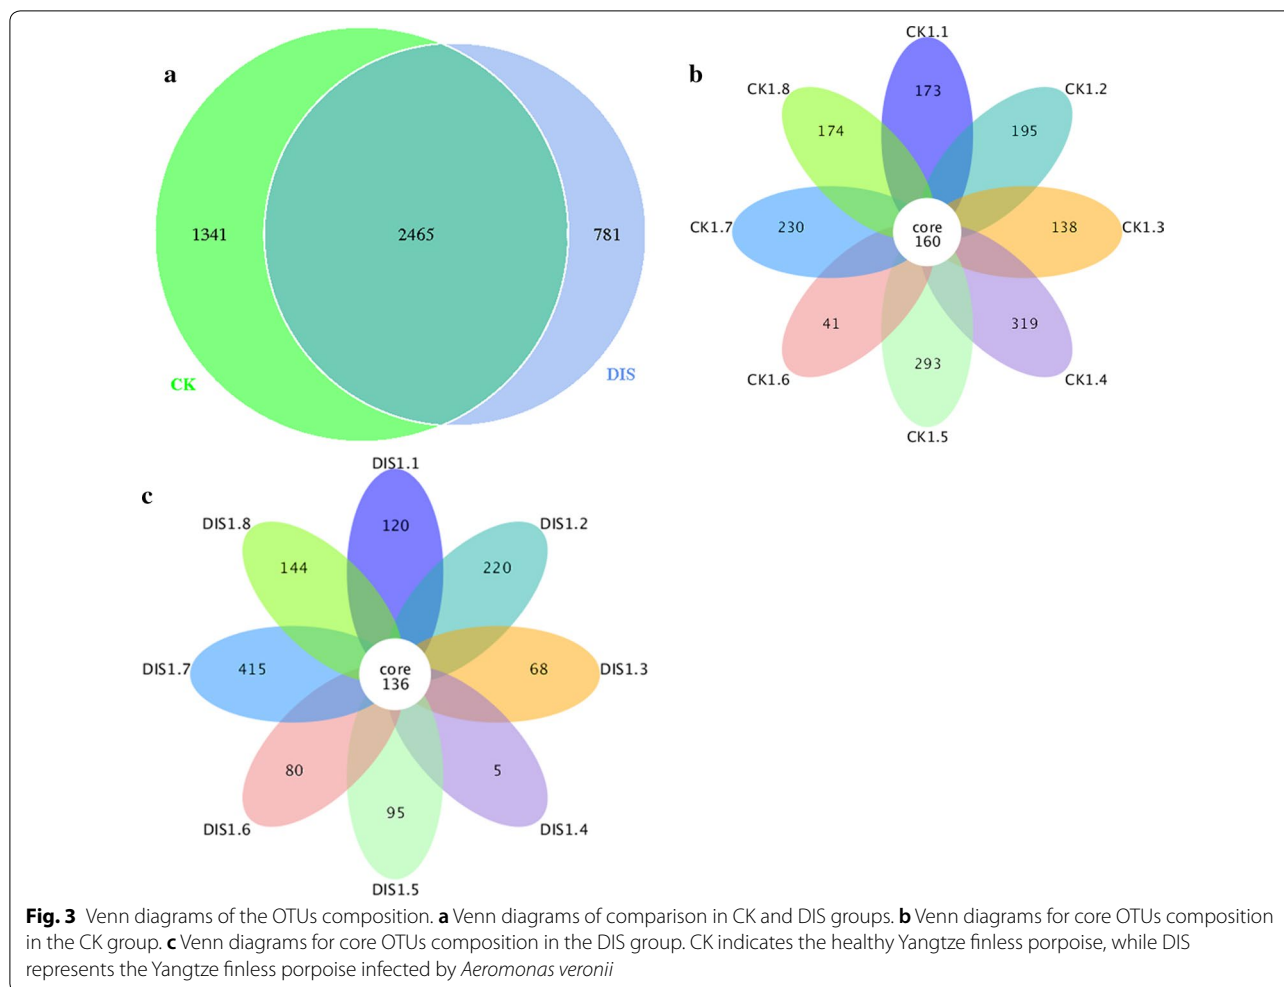 a
1341
2465
781
CK
DIS
b
CK1.1
CK1.8
CK1.2
173
174
195
CK1.7
230
core
160
138
CK1.3
41
319
293
CK1.6
CK1.4
CK1.5
c
DIS1.1
DIS1.8
DIS1.2
120
144
220
DIS1.7
415
core
136
68
DIS1.3
80
5
95
DIS1.6
DIS1.4
DIS1.5
Fig. 3 Venn diagrams of the OTUs composition. a Venn diagrams of comparison in CK and DIS groups. b Venn diagrams for core OTUs composition
in the CK group. c Venn diagrams for core OTUs composition in the DIS group. CK indicates the healthy Yangtze finless porpoise, while DIS
represents the Yangtze finless porpoise infected by Aeromonas veronii